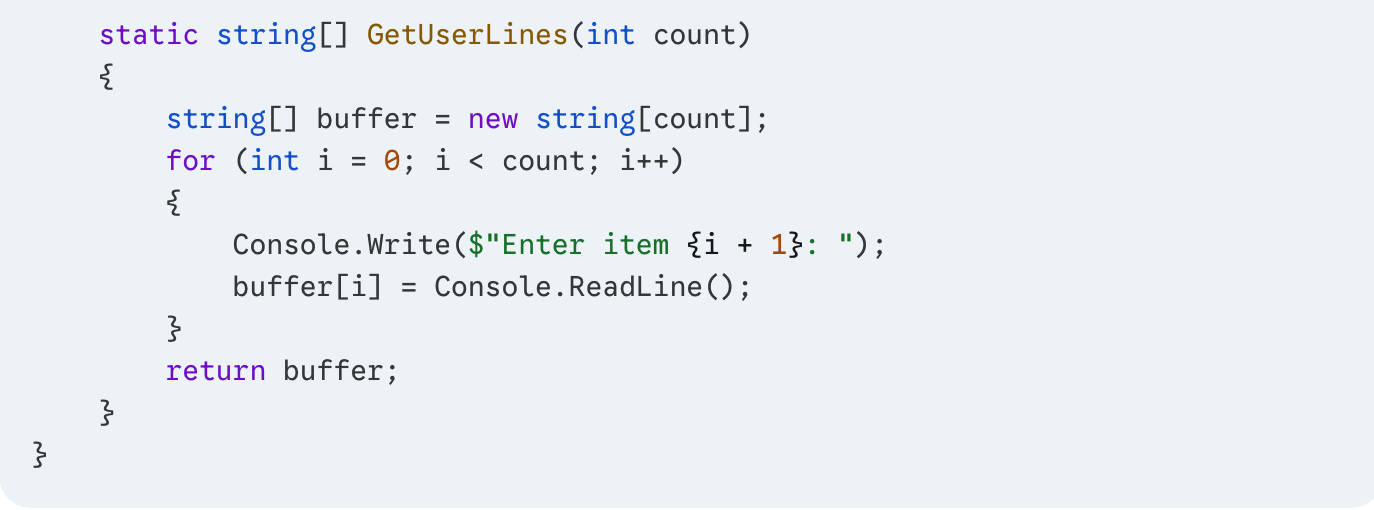 static string[] GetUserLines(int count)
{
string[] buffer = new string[count];
for (int i = 0; i < count; i++)
{
Console.Write($"Enter item {i + 1}: ");
buffer[i] = Console.ReadLine();
}
return buffer;
}
}